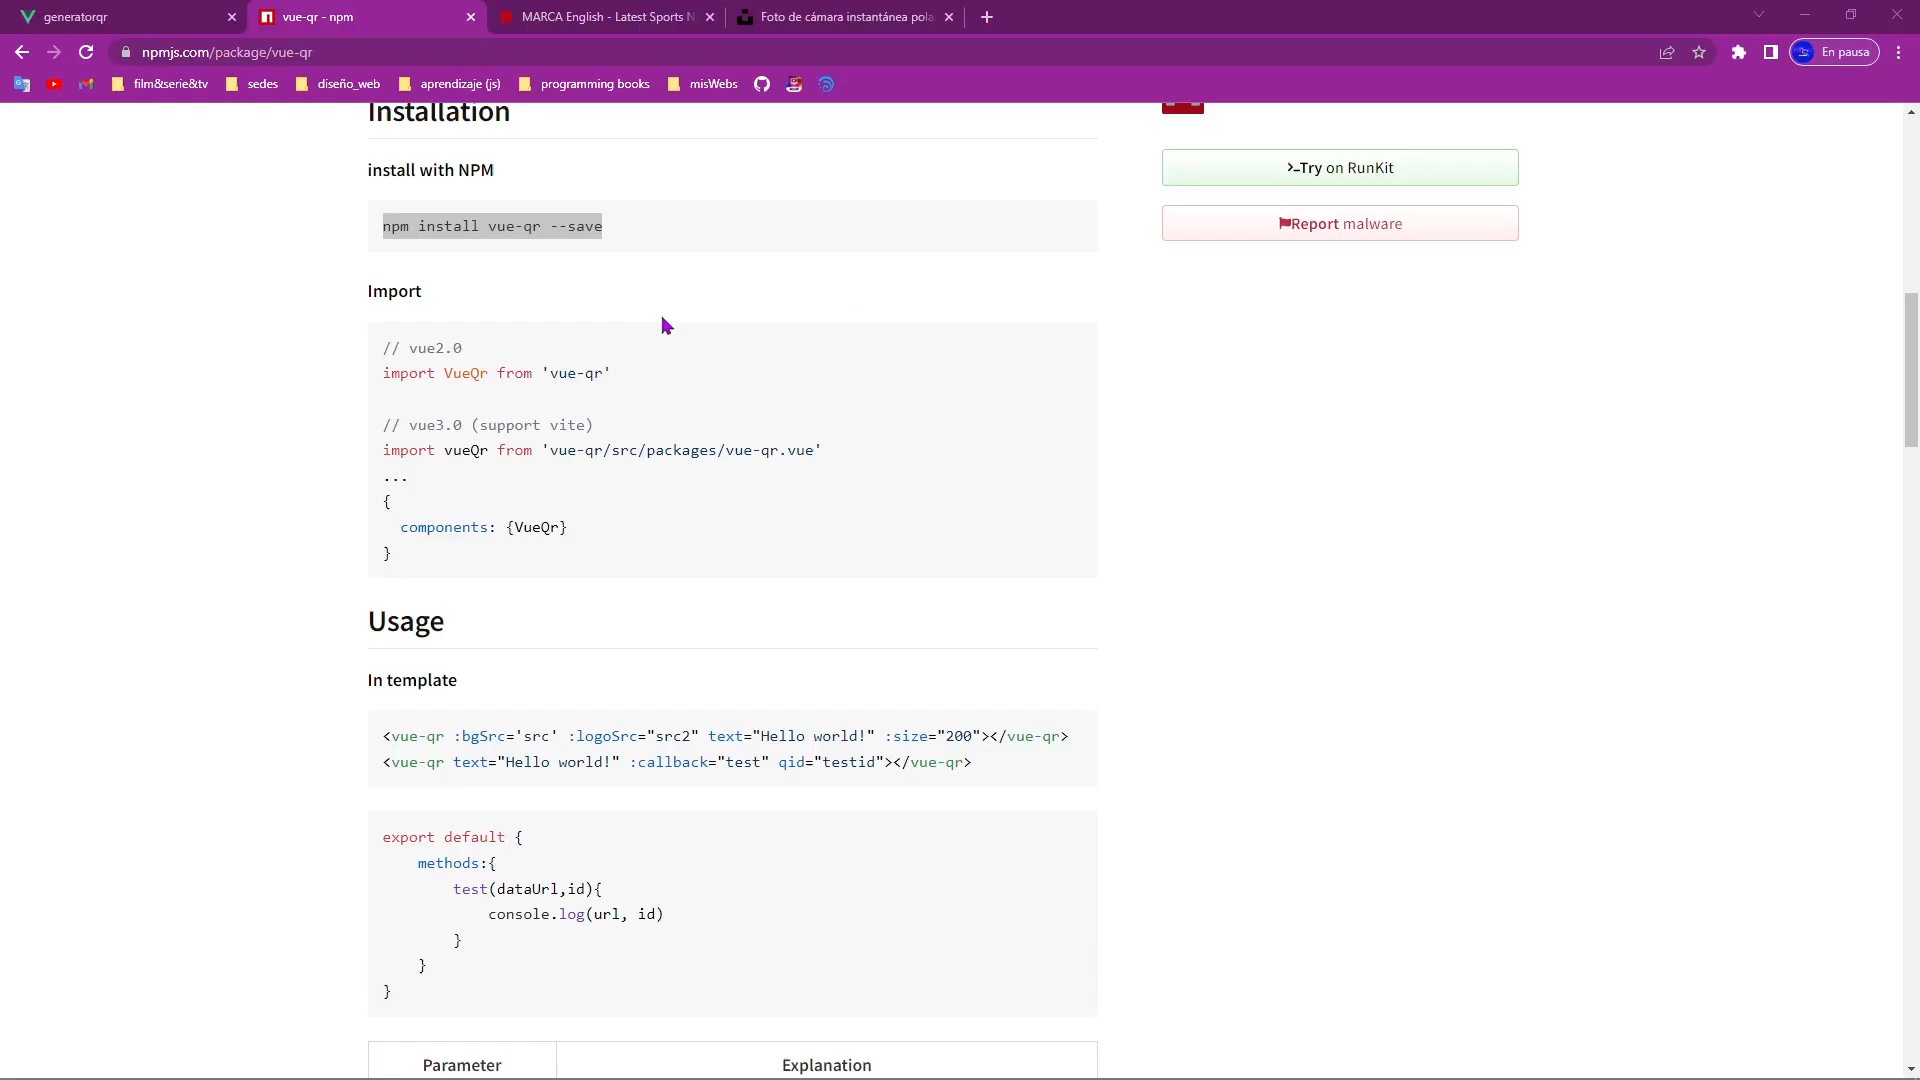 generatorqr
vue-qr - npm
MARCA English - Latest Sports N
Foto de cámara instantánea pola
npmjs.com/package/vue-qr
En pausa
film&serie&tv
sedes
diseño_web
aprendizaje (js)
programming books
misWebs
Installation
install with NPM
npm install vue-qr --save
Import
// vue2.0
import VueQr from 'vue-qr'
// vue3.0 (support vite)
import vueQr from 'vue-qr/src/packages/vue-qr.vue'
...
{
components: {VueQr}
}
Usage
In template
<vue-qr :bgSrc='src' :logoSrc="src2" text="Hello world!" :size="200"></vue-qr>
<vue-qr text="Hello world!" :callback="test" qid="testid"></vue-qr>
export default {
methods:{
test(dataUrl,id){
console.log(url, id)
}
}
}
Parameter Explanation
>_Try on RunKit
Report malware